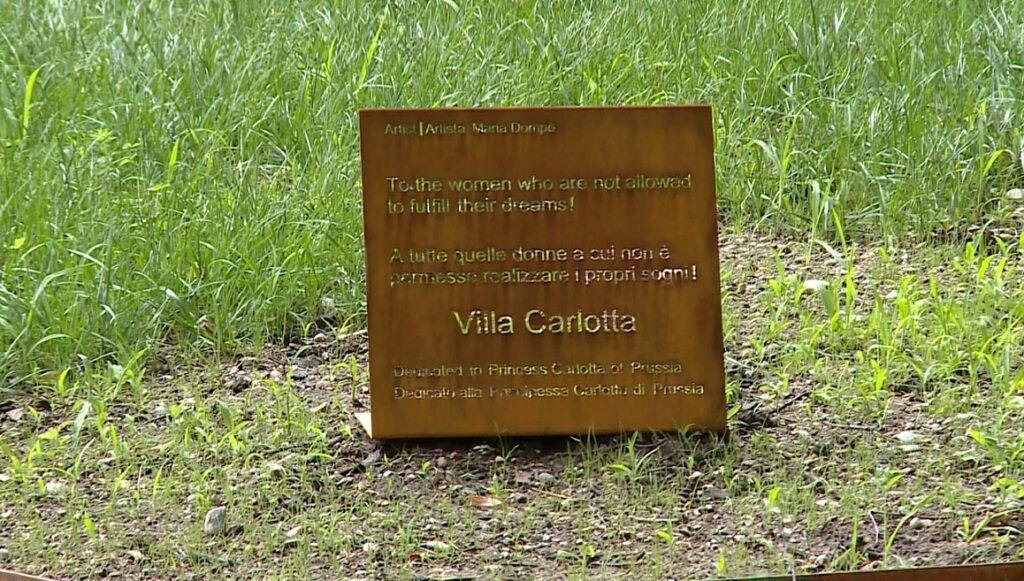 Artist | Artista Maria Dompè
To the women who are not allowed
to fulfill their dreams!
A tutte quelle donne a cui non è
permesso realizzare i propri sogni!
Villa Carlotta
Dedicated to Princess Carlotta of Prussia
Dedicato alla Principessa Carlotta di Prussia